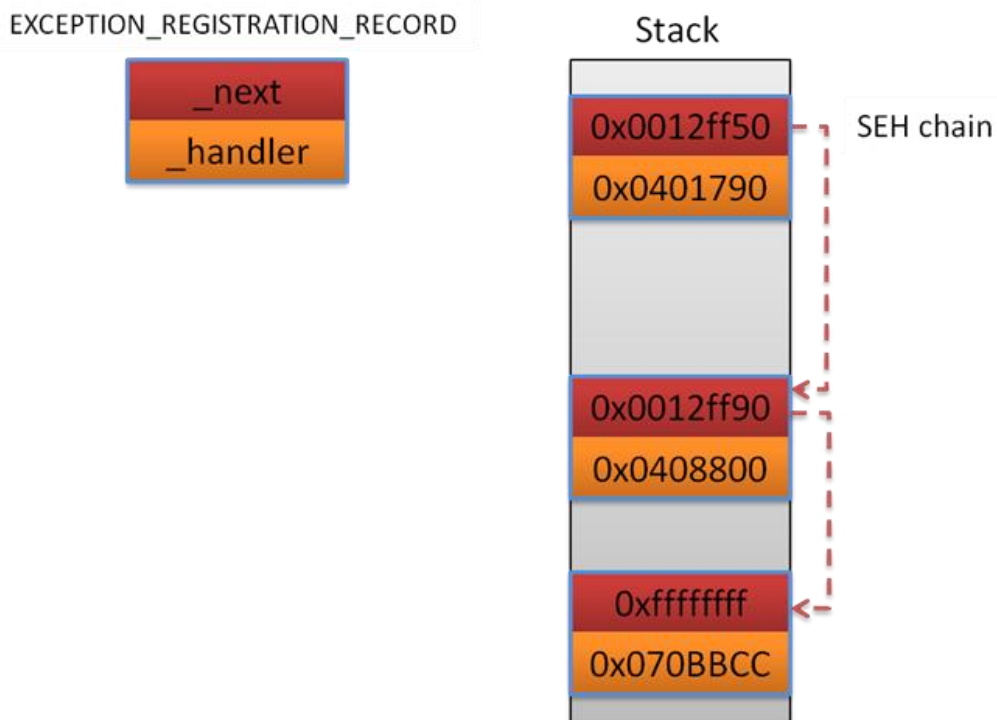 EXCEPTION_REGISTRATION_RECORD
_next
_handler
Stack
0x0012ff50
0x0401790
SEH chain
0x0012ff90
0x0408800
0xffffffff
0x070BBCC